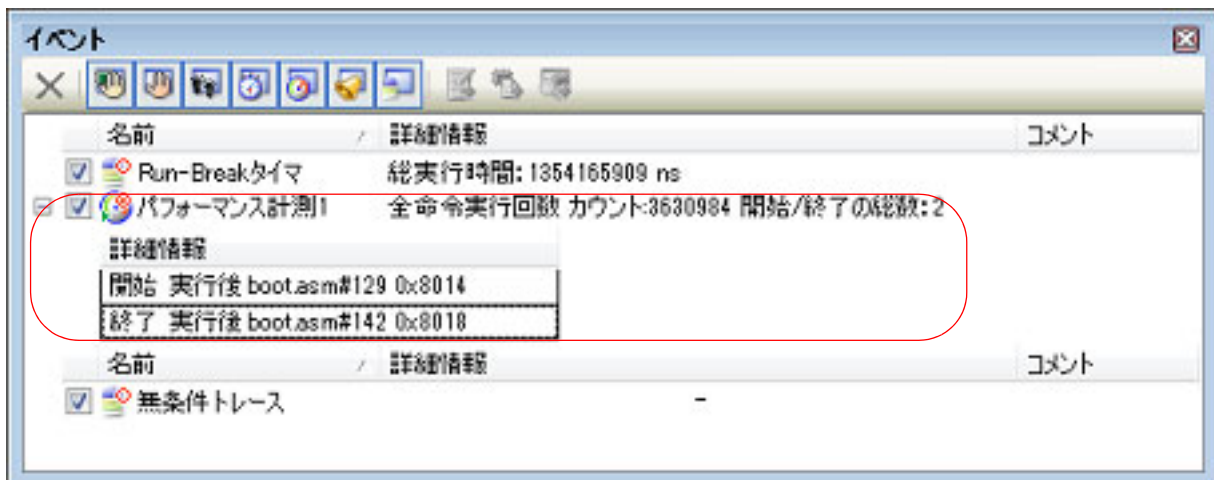 イベント
名前 詳細情報 コメント
Run-Breakタイマ 総実行時間: 1354165909 ns
パフォーマンス計測1 全命令実行回数 カウント:3630984 開始/終了の総数: 2
詳細情報
開始 実行後 boot.asm#129 0x8014
終了 実行後 boot.asm#142 0x8018
名前 詳細情報 コメント
無条件トレース -